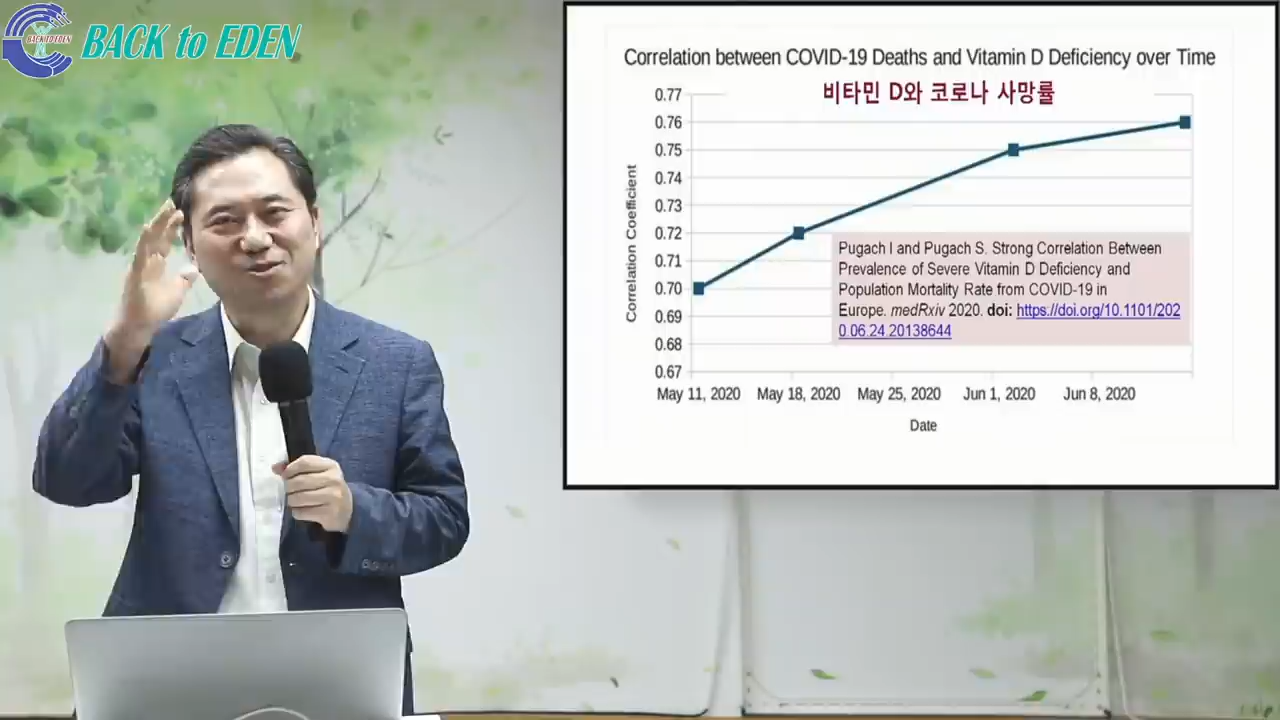 BACK TO EDEN
BACK to EDEN
Correlation between COVID-19 Deaths and Vitamin D Deficiency over Time
비타민 D와 코로나 사망률
0.77
0.76
0.75
0.74
0.73
0.72
0.71
0.70
0.69
0.68
0.67
Correlation Coefficient
Pugach I and Pugach S. Strong Correlation Between
Prevalence of Severe Vitamin D Deficiency and
Population Mortality Rate from COVID-19 in
Europe. medRxiv 2020. doi: https://doi.org/10.1101/202
0.06.24.20138644
May 11, 2020 May 18, 2020 May 25, 2020 Jun 1, 2020 Jun 8, 2020
Date